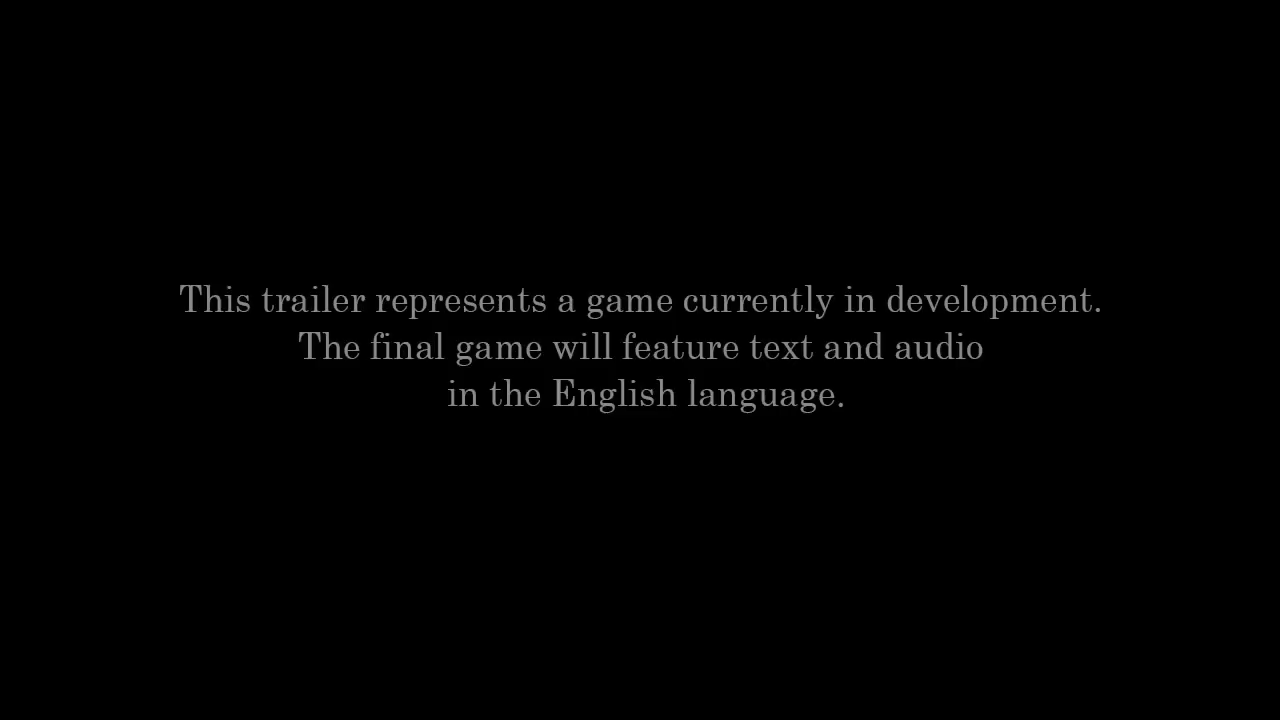 This trailer represents a game currently in development.
The final game will feature text and audio
in the English language.